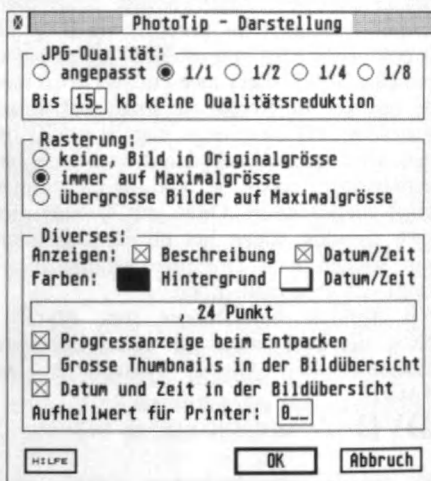 PhotoTip - Darstellung
JPG-Qualität:
angepasst 1/1 1/2 1/4 1/8
Bis 15_ kB keine Qualitätsreduktion
Rasterung:
keine, Bild in Originalgrösse
immer auf Maximalgrösse
übergrosse Bilder auf Maximalgrösse
Diverses:
Anzeigen: Beschreibung Datum/Zeit
Farben: Hintergrund Datum/Zeit
, 24 Punkt
Progressanzeige beim Entpacken
Grosse Thumbnails in der Bildübersicht
Datum und Zeit in der Bildübersicht
Aufhellwert für Printer: 0__
HILFE OK Abbruch